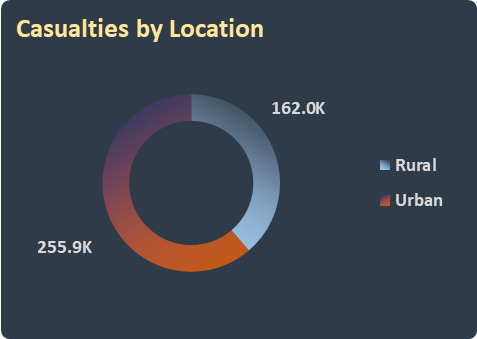 Casualties by Location
162.0K
Rural
Urban
255.9K